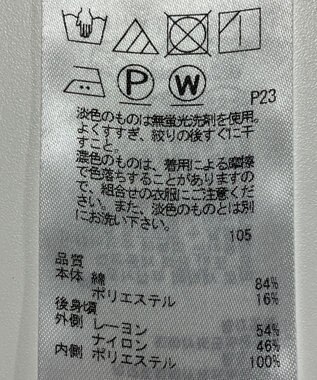 P W P23
淡色のものは無蛍光洗剤を使用。
よくすすぎ、絞りの後すぐに干
すこと。
濃色のものは、着用による摩擦
で色落ちすることがありますの
で、組合せの衣服にご注意くだ
さい。また、淡色のものとは別
にお洗い下さい。
105
品質
本体 綿 84%
ポリエステル 16%
後身頃
外側 レーヨン 54%
ナイロン 46%
内側 ポリエステル 100%